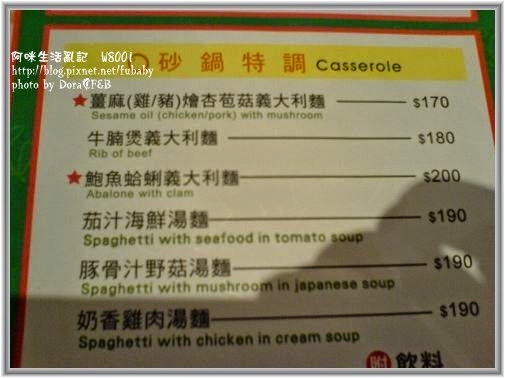 阿咪生活亂記 W8001
http://blog.pixnet.net/fubaby
photo by Dora@F&B
砂鍋特調 Casserole
★薑麻(雞/豬)燴杏苞菇義大利麵 $170
Sesame oil (chicken/pork) with mushroom
牛腩煲義大利麵 $180
Rib of beef
★鮑魚蛤蜊義大利麵 $200
Abalone with clam
茄汁海鮮湯麵 $190
Spaghetti with seafood in tomato soup
豚骨汁野菇湯麵 $190
Spaghetti with mushroom in japanese soup
奶香雞肉湯麵 $190
Spaghetti with chicken in cream soup
附 飲料